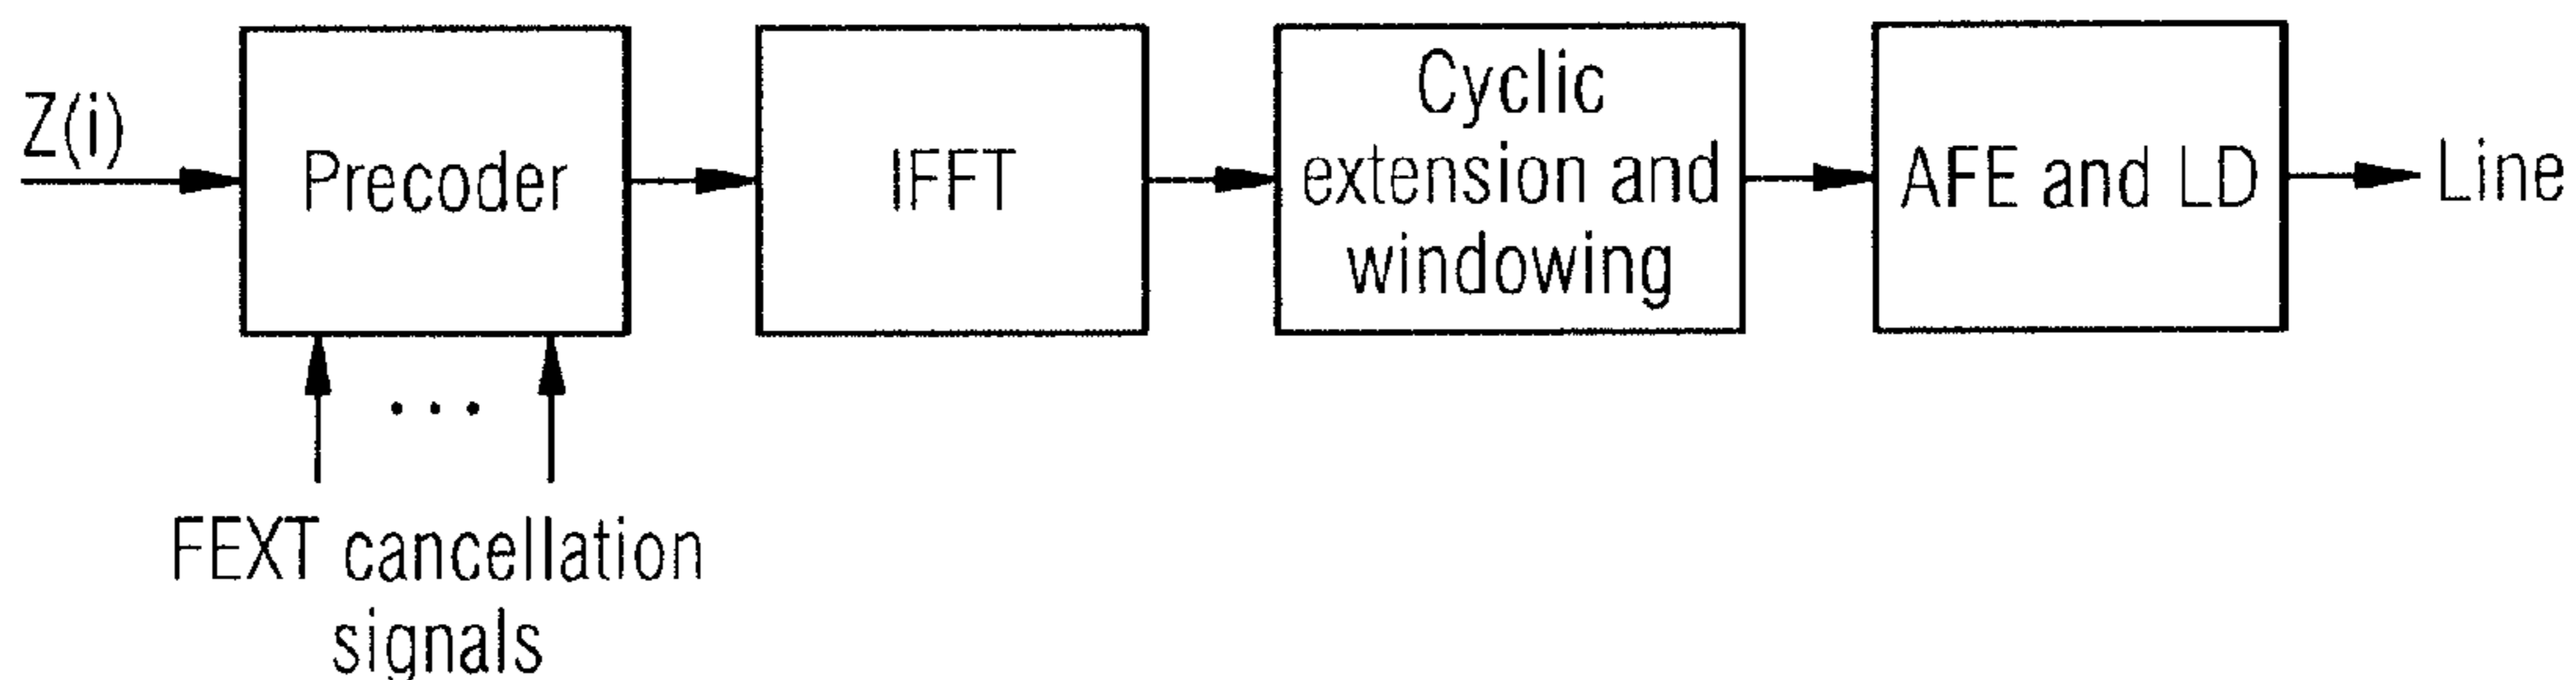 Z(i)
Precoder
IFFT
Cyclic
extension and
windowing
AFE and LD
Line
...
FEXT cancellation
signals